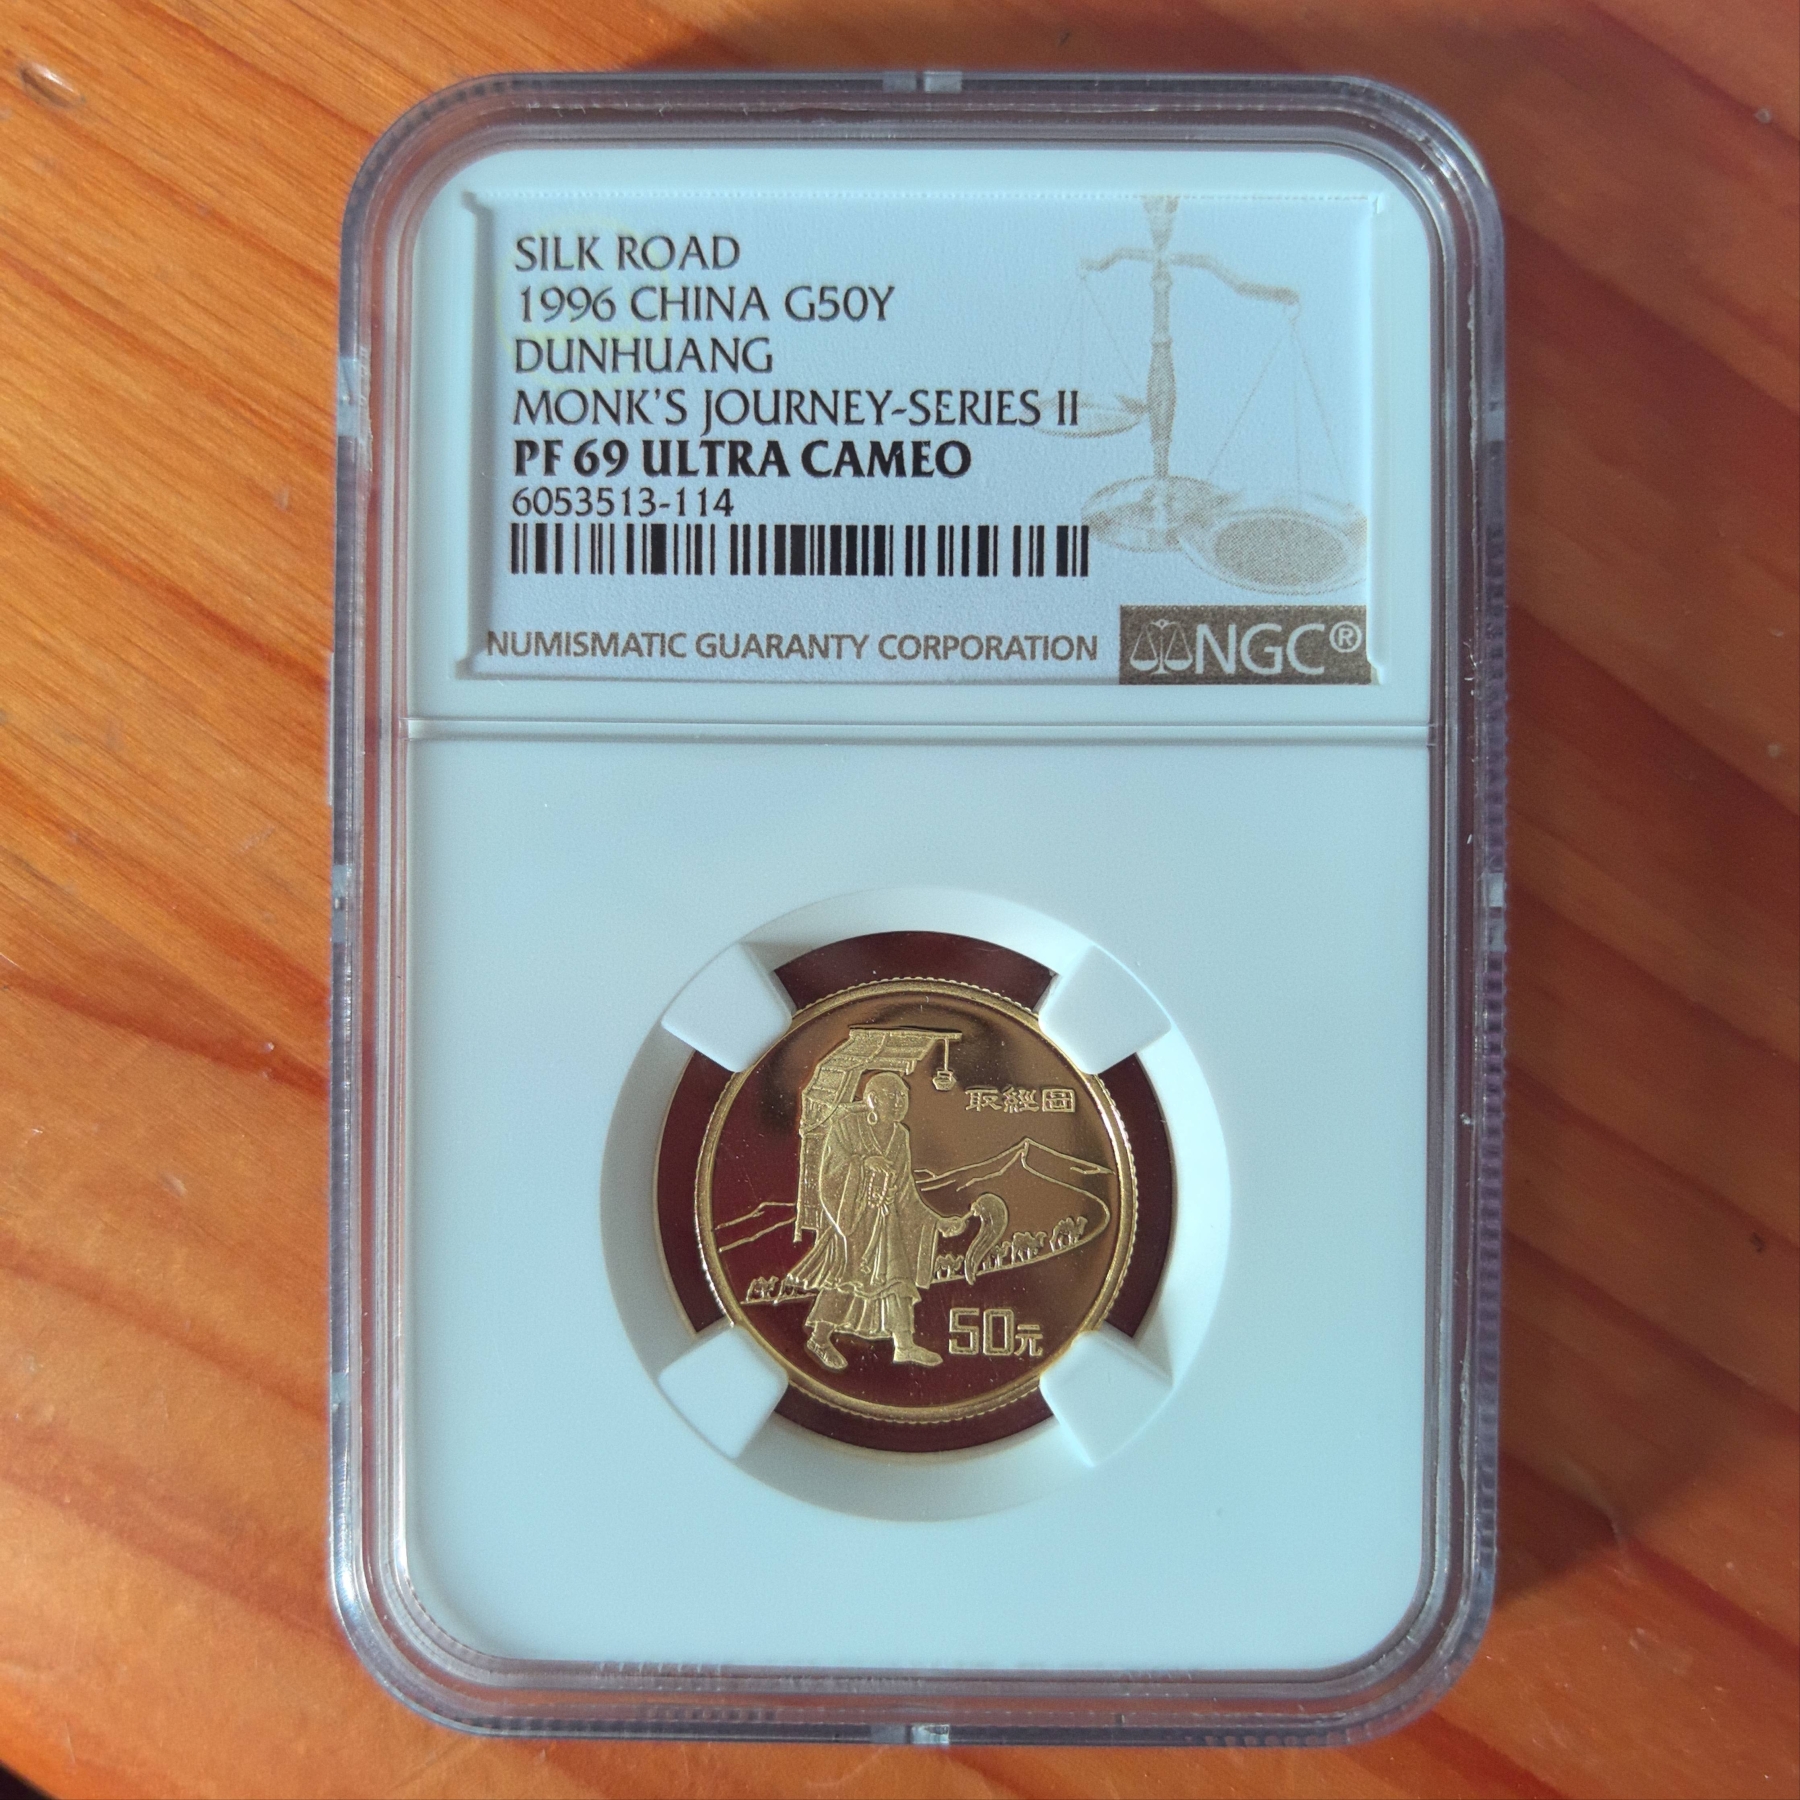 SILK ROAD
1996 CHINA G50Y
DUNHUANG
MONK'S JOURNEY-SERIES II
PF 69 ULTRA CAMEO
6053513-114
NUMISMATIC GUARANTY CORPORATION
NGC®
取經圖
50元